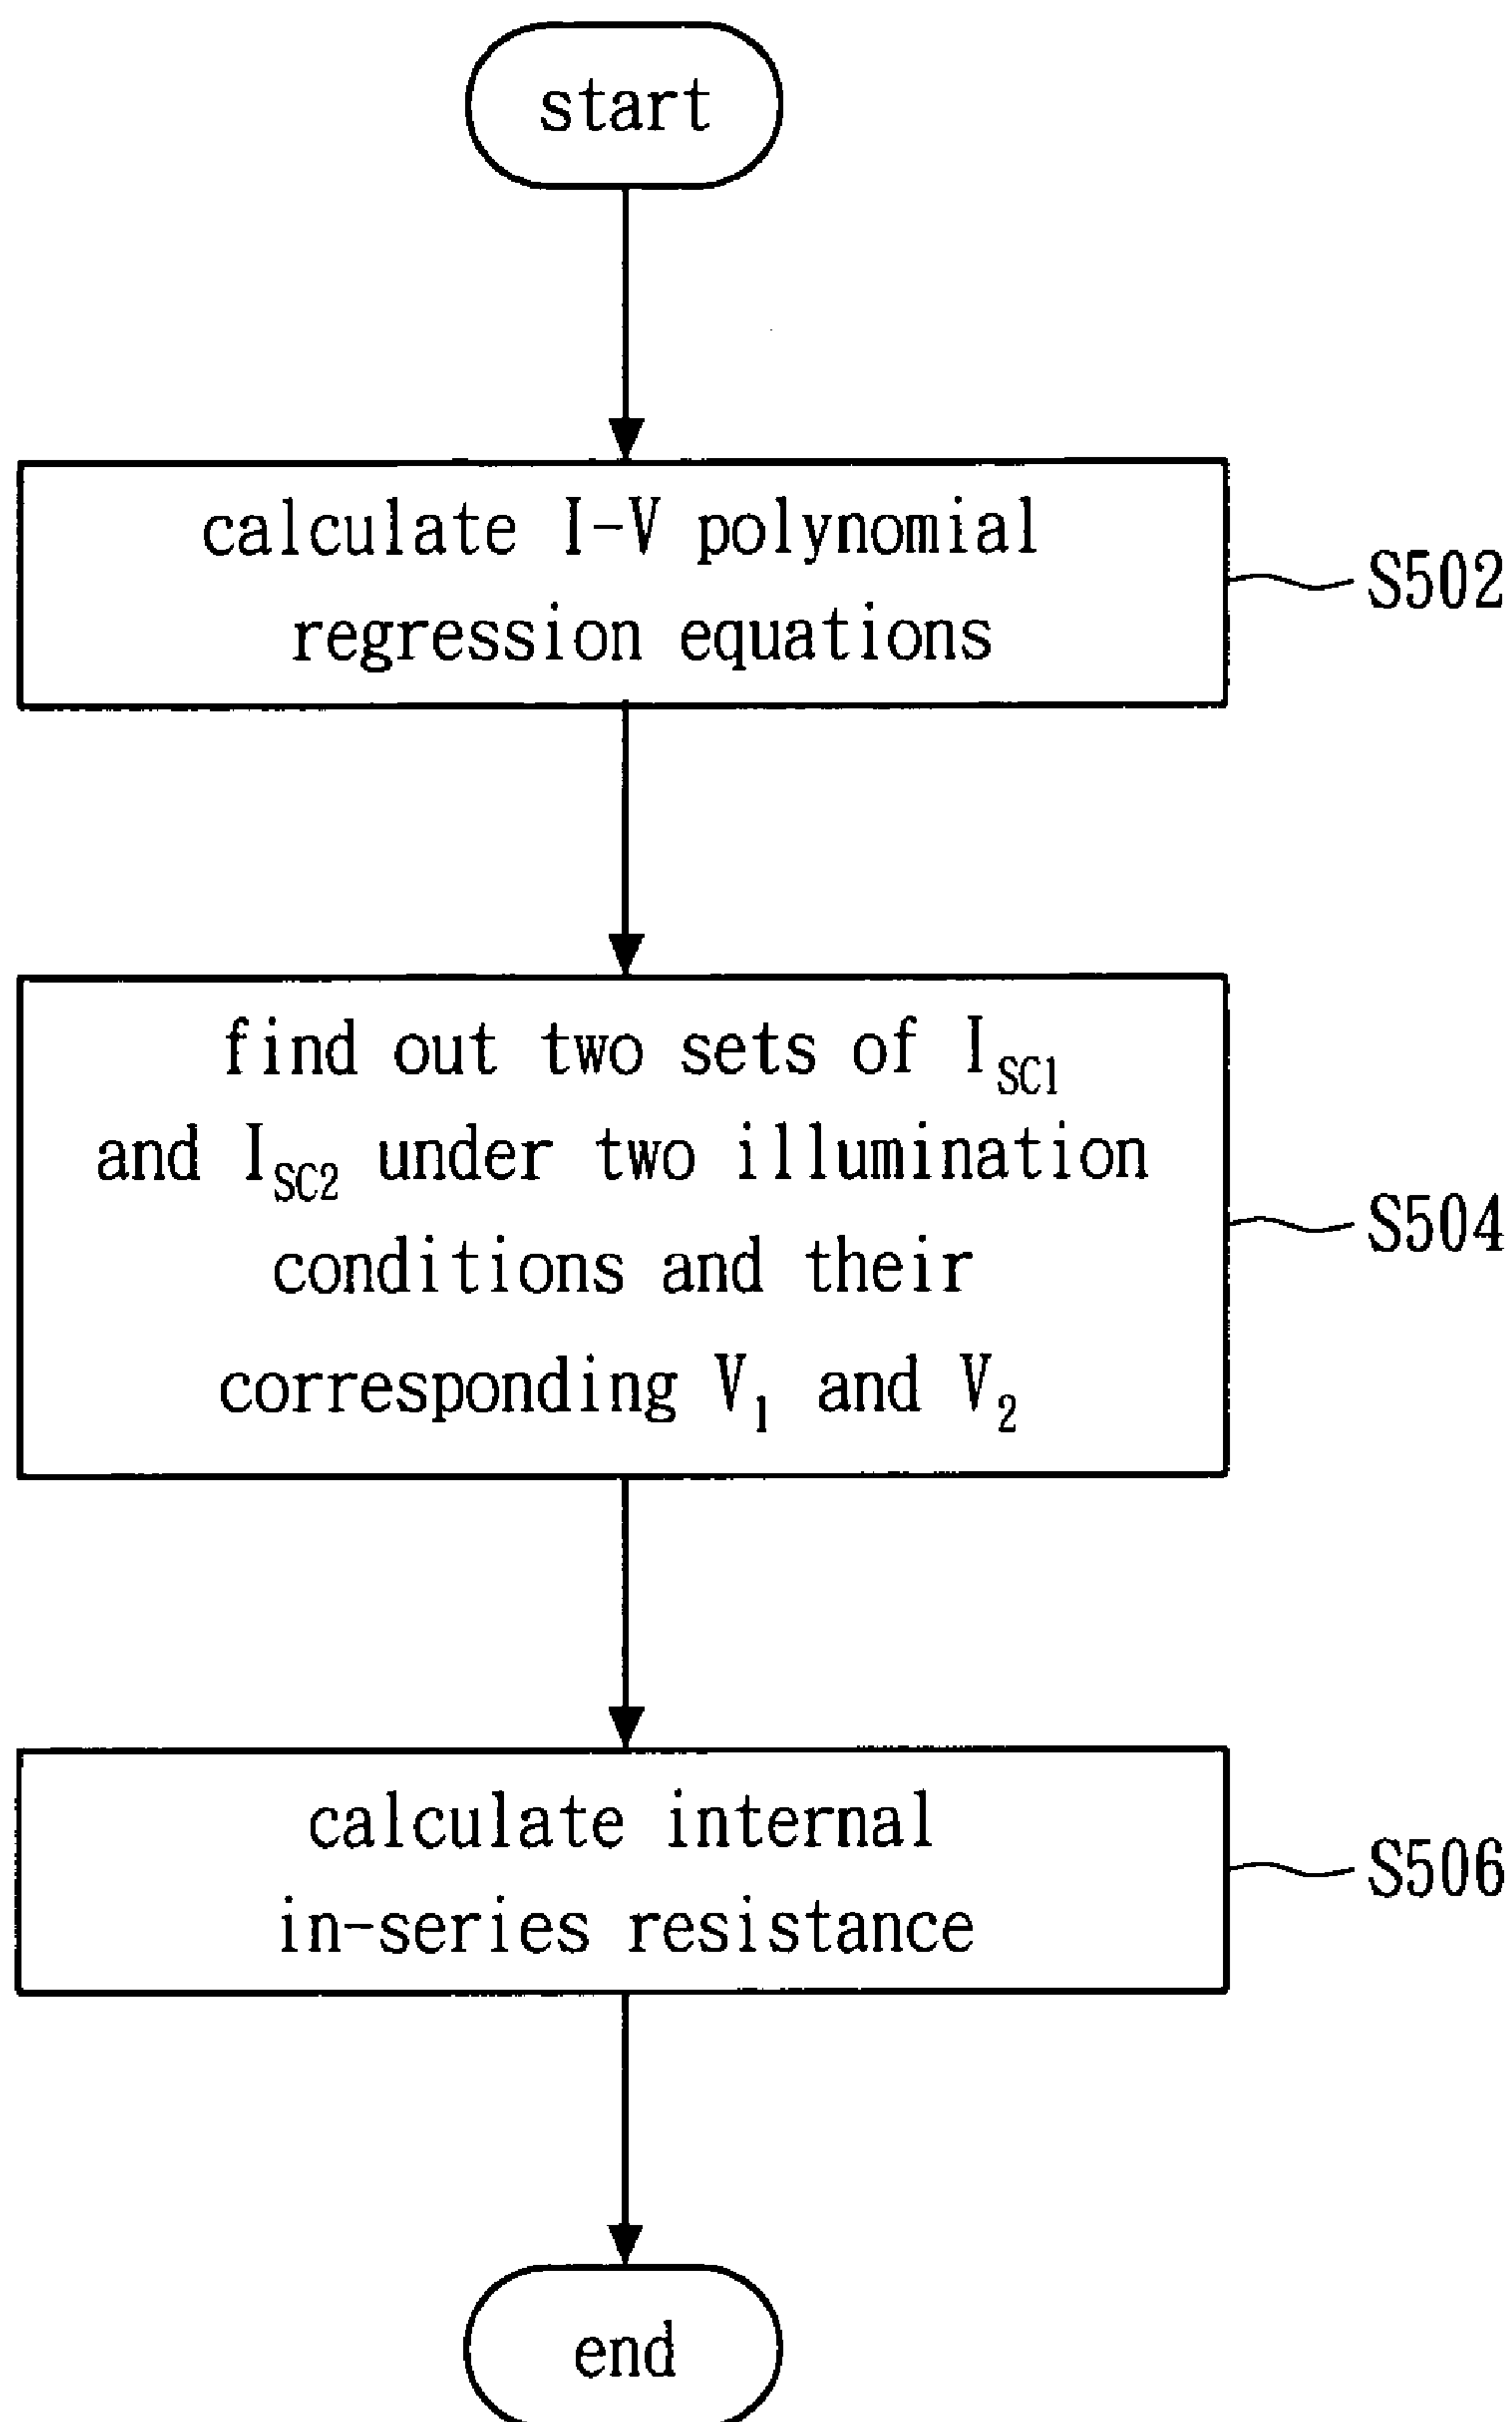 start
calculate I-V polynomial
regression equations
S502
find out two sets of I_SC1
and I_SC2 under two illumination
conditions and their
corresponding V_1 and V_2
S504
calculate internal
in-series resistance
S506
end